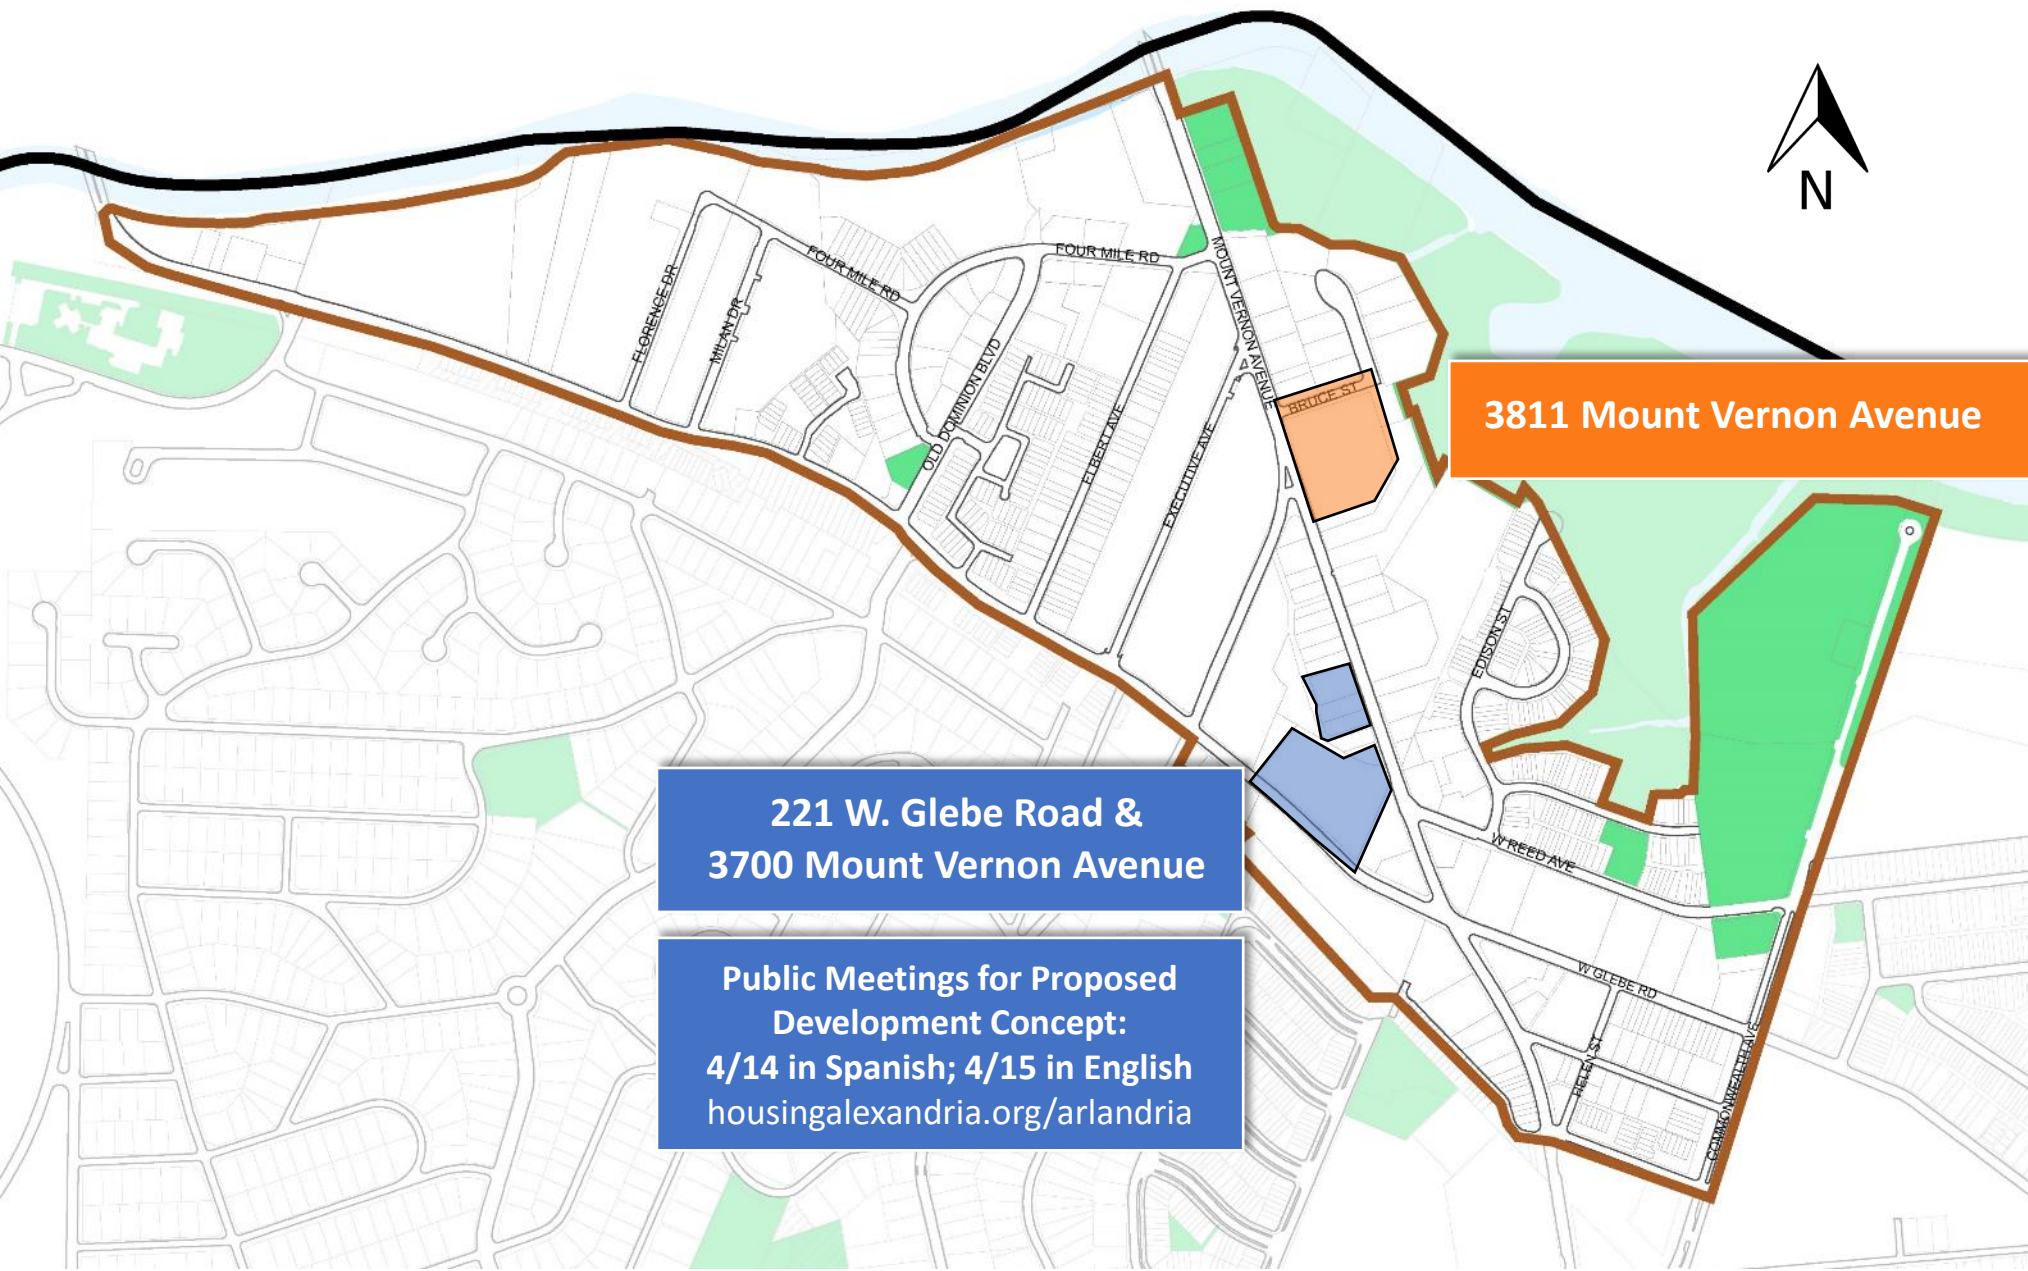 N
FOUR MILE RD
FOUR MILE RD
MOUNT VERNON AVENUE
FLORENCE DR
MILAN DR
OLD DOMINION BLVD
ELBERT AVE
EXECUTIVE AVE
BRUCE ST
3811 Mount Vernon Avenue
EDISON ST
221 W. Glebe Road &
3700 Mount Vernon Avenue
W REED AVE
Public Meetings for Proposed
Development Concept:
4/14 in Spanish; 4/15 in English
housingalexandria.org/arlandria
W GLEBE RD
HELEN ST
COMMONWEALTH AVE